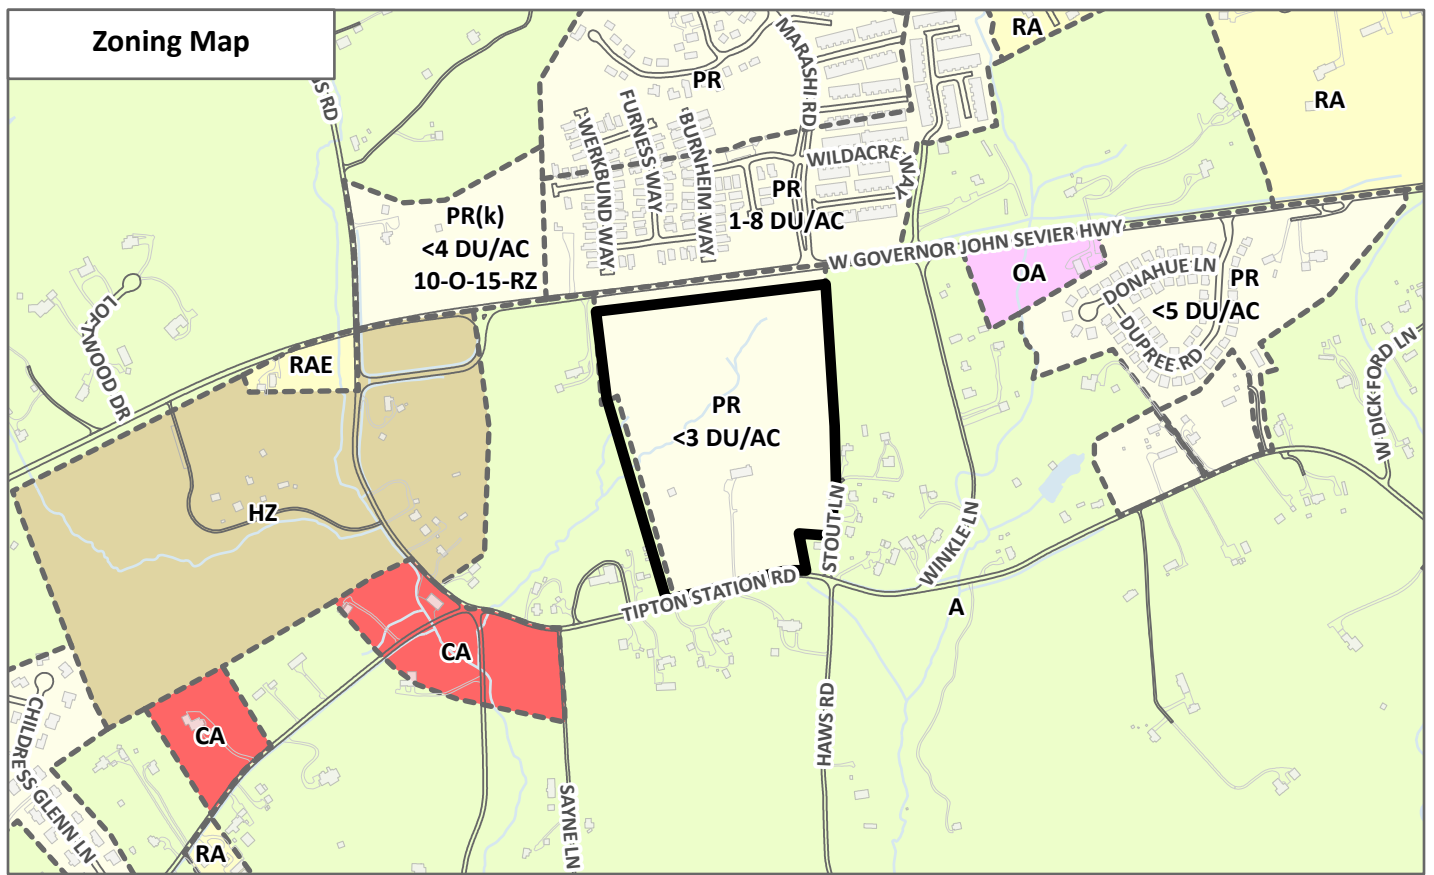 Zoning Map
RA
RA
PR
MARASHI RD
S RD
FURNESS WAY
BURNHEIM WAY
WERKBUND WAY
WILDACRE WAY
PR
1-8 DU/AC
PR(k)
<4 DU/AC
10-O-15-RZ
W GOVERNOR JOHN SEVIER HWY
OA
DONAHUE LN
PR
<5 DU/AC
DUPREE RD
LOFTWOOD DR
RAE
W DICK FORD LN
PR
<3 DU/AC
HZ
STOUT LN
WINKLE LN
TIPTON STATION RD
A
CA
CA
HAWS RD
CHILDRESS GLENN LN
SAYNE LN
RA